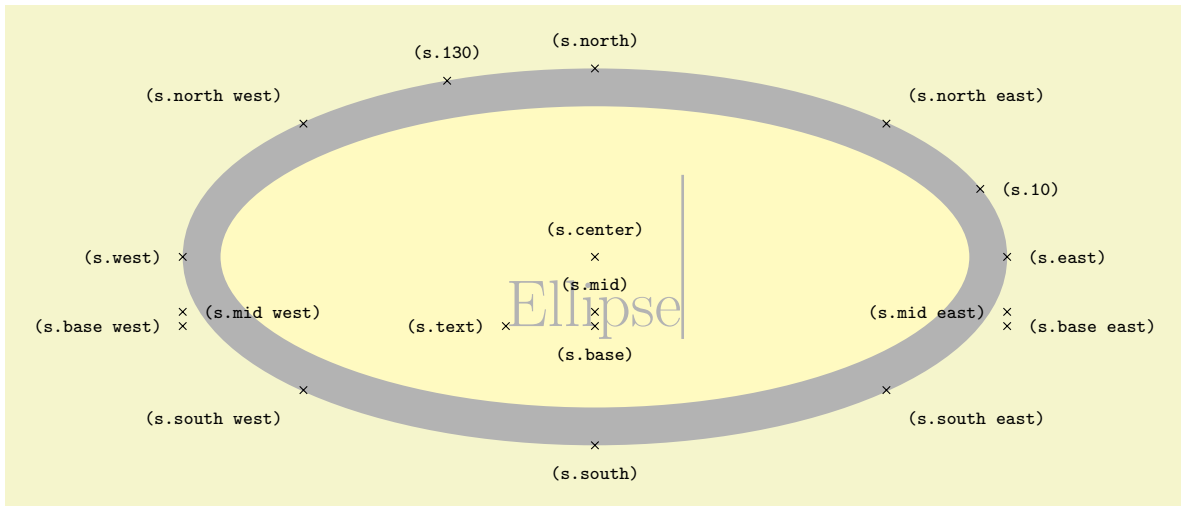 (s.north)
(s.130)
(s.north west)
(s.north east)
(s.10)
(s.center)
(s.west)
(s.east)
(s.mid)
Ellipse
(s.mid west)
(s.mid east)
(s.base west)
(s.text)
(s.base east)
(s.base)
(s.south west)
(s.south east)
(s.south)